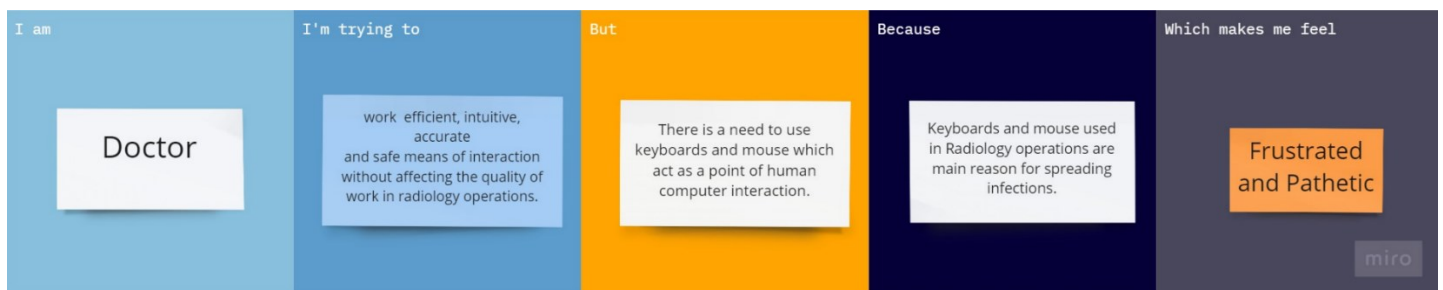 I am
Doctor
I'm trying to
work efficient, intuitive,
accurate
and safe means of interaction
without affecting the quality of
work in radiology operations.
But
There is a need to use
keyboards and mouse which
act as a point of human
computer interaction.
Because
Keyboards and mouse used
in Radiology operations are
main reason for spreading
infections.
Which makes me feel
Frustrated
and Pathetic
miro